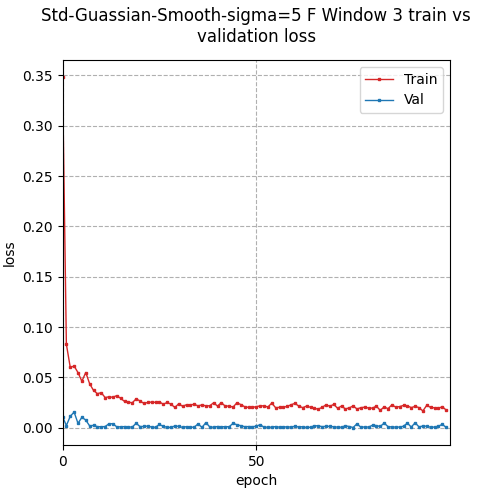 Std-Guassian-Smooth-sigma=5 F Window 3 train vs
validation loss
Train
Val
0.35
0.30
0.25
0.20
0.15
0.10
0.05
0.00
loss
0
50
epoch